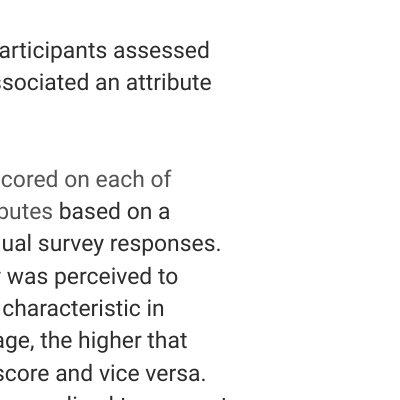 articipants assessed
ssociated an attribute
cored on each of
butes based on a
ual survey responses.
was perceived to
characteristic in
age, the higher that
score and vice versa.